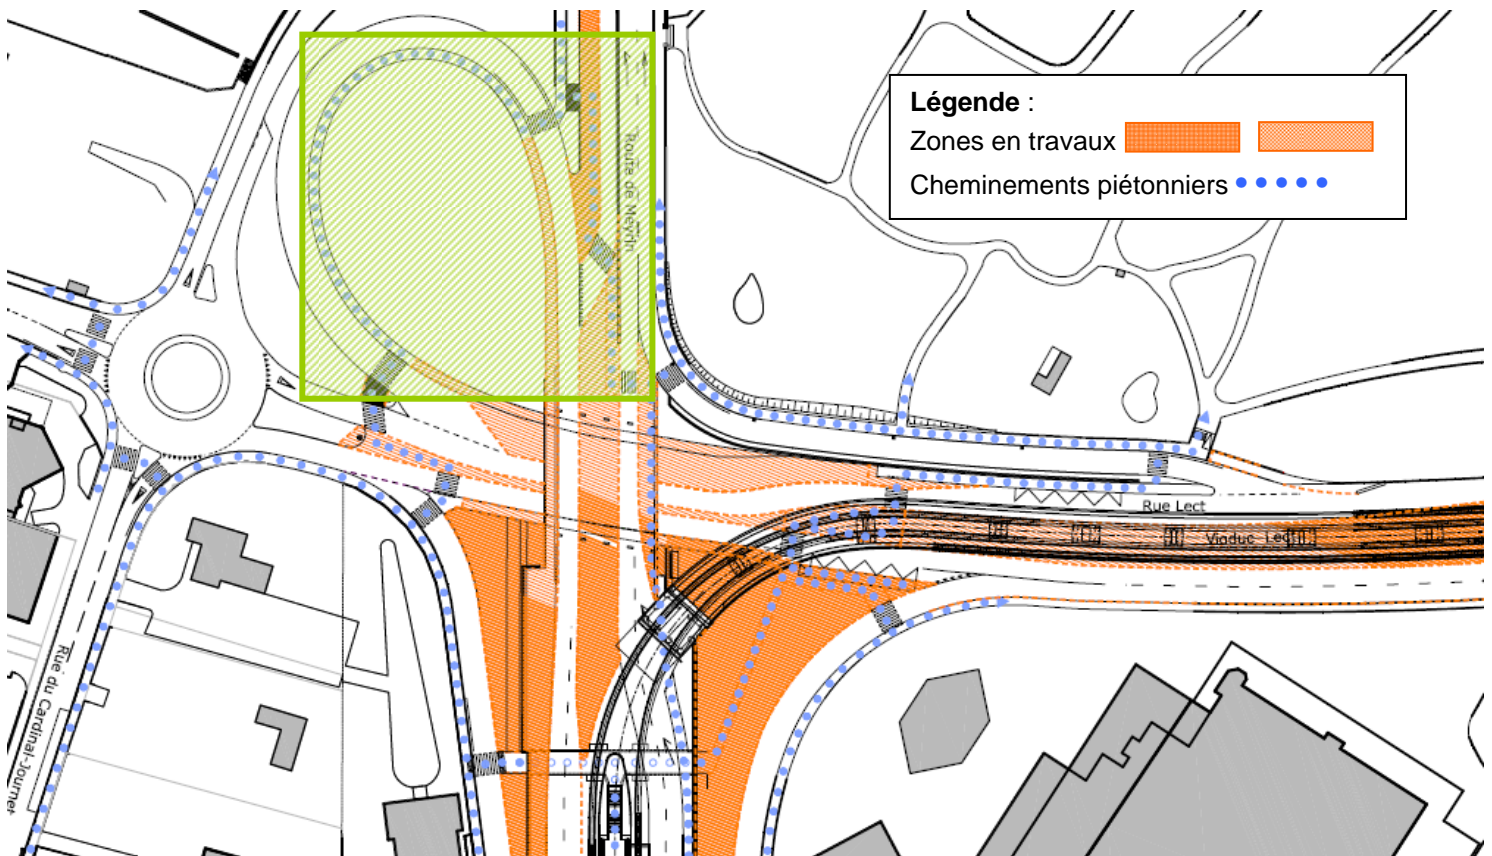 Légende :
Zones en travaux
Cheminements piétonniers
Route de Meyrin
Rue Lect
Viaduc Lect
Rue du Cardinal-Journet